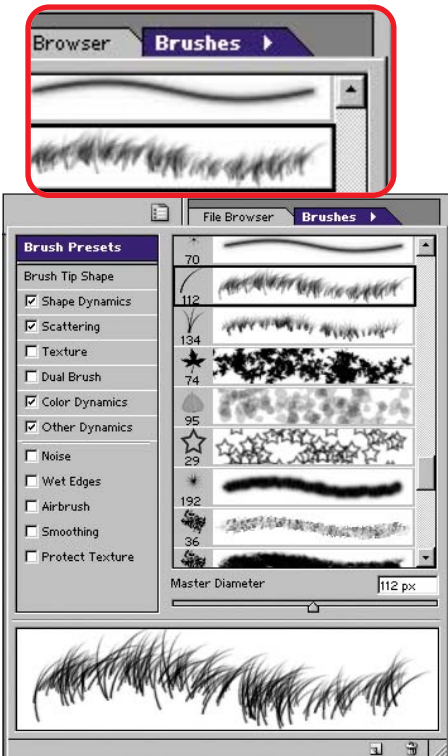 Browser Brushes
File Browser Brushes
Brush Presets
Brush Tip Shape
Shape Dynamics
Scattering
Texture
Dual Brush
Color Dynamics
Other Dynamics
Noise
Wet Edges
Airbrush
Smoothing
Protect Texture
70
112
134
74
95
29
192
36
Master Diameter 112 px